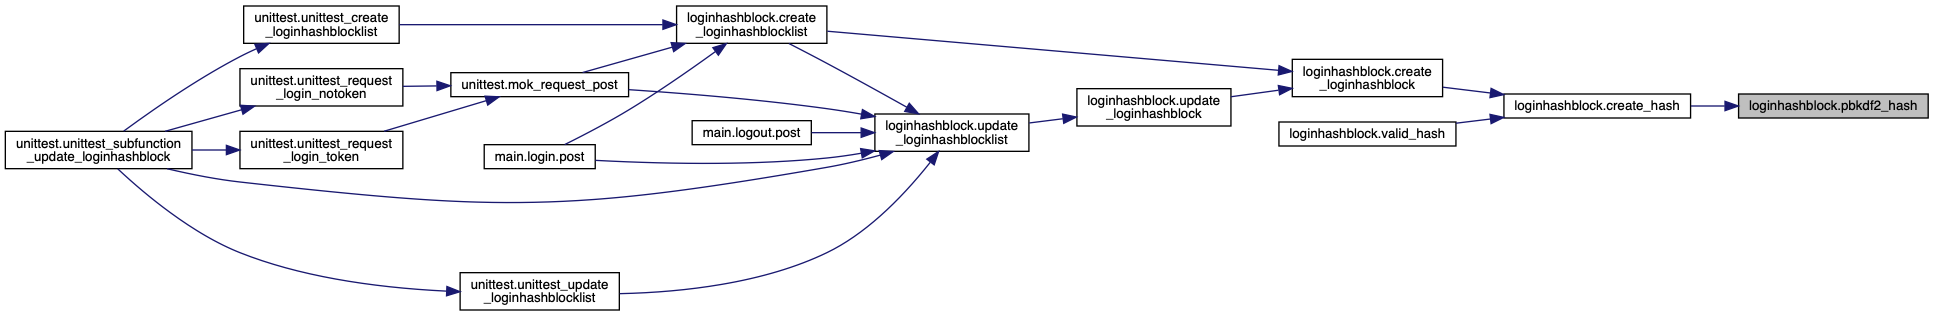 unittest.unittest_create
_loginhashblocklist
loginhashblock.create
_loginhashblocklist
unittest.unittest_request
_login_notoken
unittest.mok_request_post
loginhashblock.create
_loginhashblock
loginhashblock.update
_loginhashblock
loginhashblock.create_hash
loginhashblock.pbkdf2_hash
main.logout.post
loginhashblock.update
_loginhashblocklist
loginhashblock.valid_hash
unittest.unittest_subfunction
_update_loginhashblock
unittest.unittest_request
_login_token
main.login.post
unittest.unittest_update
_loginhashblocklist